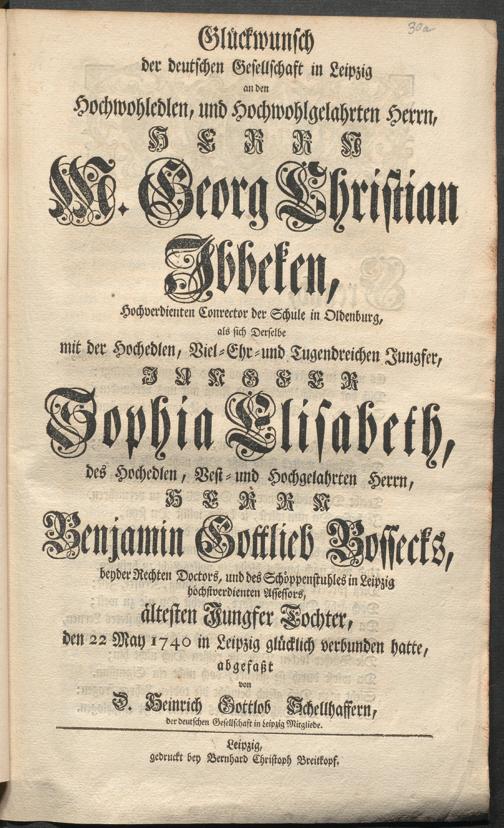 30a
Glückwunsch
der deutschen Gesellschaft in Leipzig
an den
Hochwohledlen, und Hochwohlgelahrten Herrn,
HERRN
M. Georg Christian
Ibbeken,
Hochverdienten Conrector der Schule in Oldenburg,
als sich Derselbe
mit der Hochedlen, Viel-Ehr-und Tugendreichen Jungfer,
JUNGFER
Sophia Elisabeth,
des Hochedlen, Vest-und Hochgelahrten Herrn,
HERRN
Benjamin Gottlieb Bossecks,
beyder Rechten Doctors, und des Schöppenstuhles in Leipzig
höchstverdienten Assessors,
ältesten Jungfer Tochter,
den 22 May 1740 in Leipzig glücklich verbunden hatte,
abgefaßt
von
D. Heinrich Gottlob Schellhaffern,
der deutschen Gesellschaft in Leipzig Mitgliede.
Leipzig,
gedruckt bey Bernhard Christoph Breitkopf.